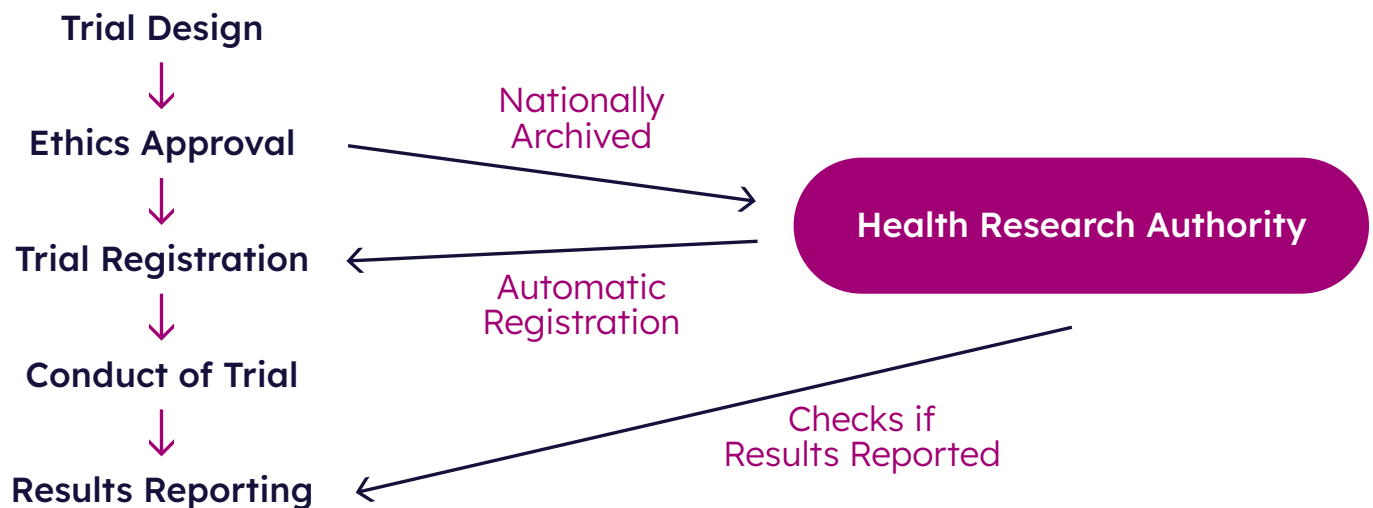 Trial Design
Nationally
Archived
Ethics Approval
Health Research Authority
Trial Registration
Automatic
Registration
Conduct of Trial
Checks if
Results Reported
Results Reporting